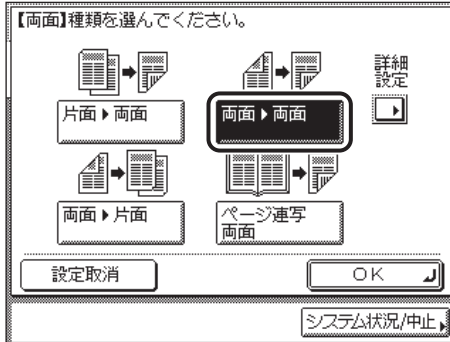 【両面】種類を選んでください。
片面▶両面
両面▶両面
詳細
設定
両面▶片面
ページ連写
両面
設定取消
OK
システム状況/中止